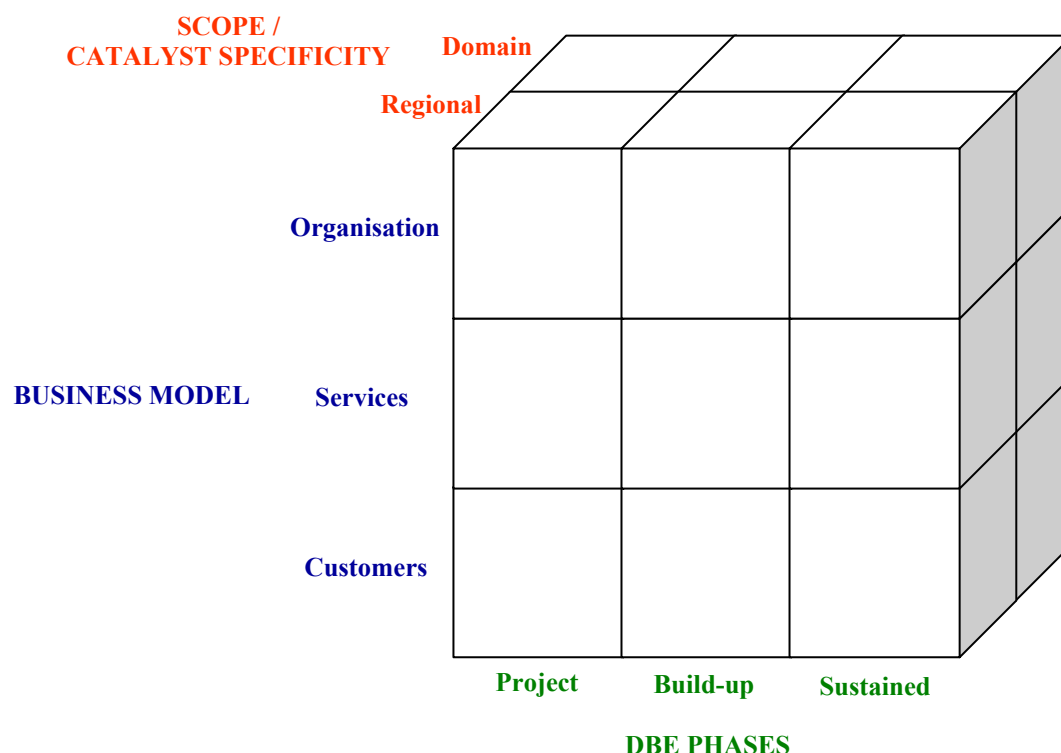 SCOPE /
CATALYST SPECIFICITY
Domain
Regional
Organisation
BUSINESS MODEL
Services
Customers
Project
Build-up
Sustained
DBE PHASES